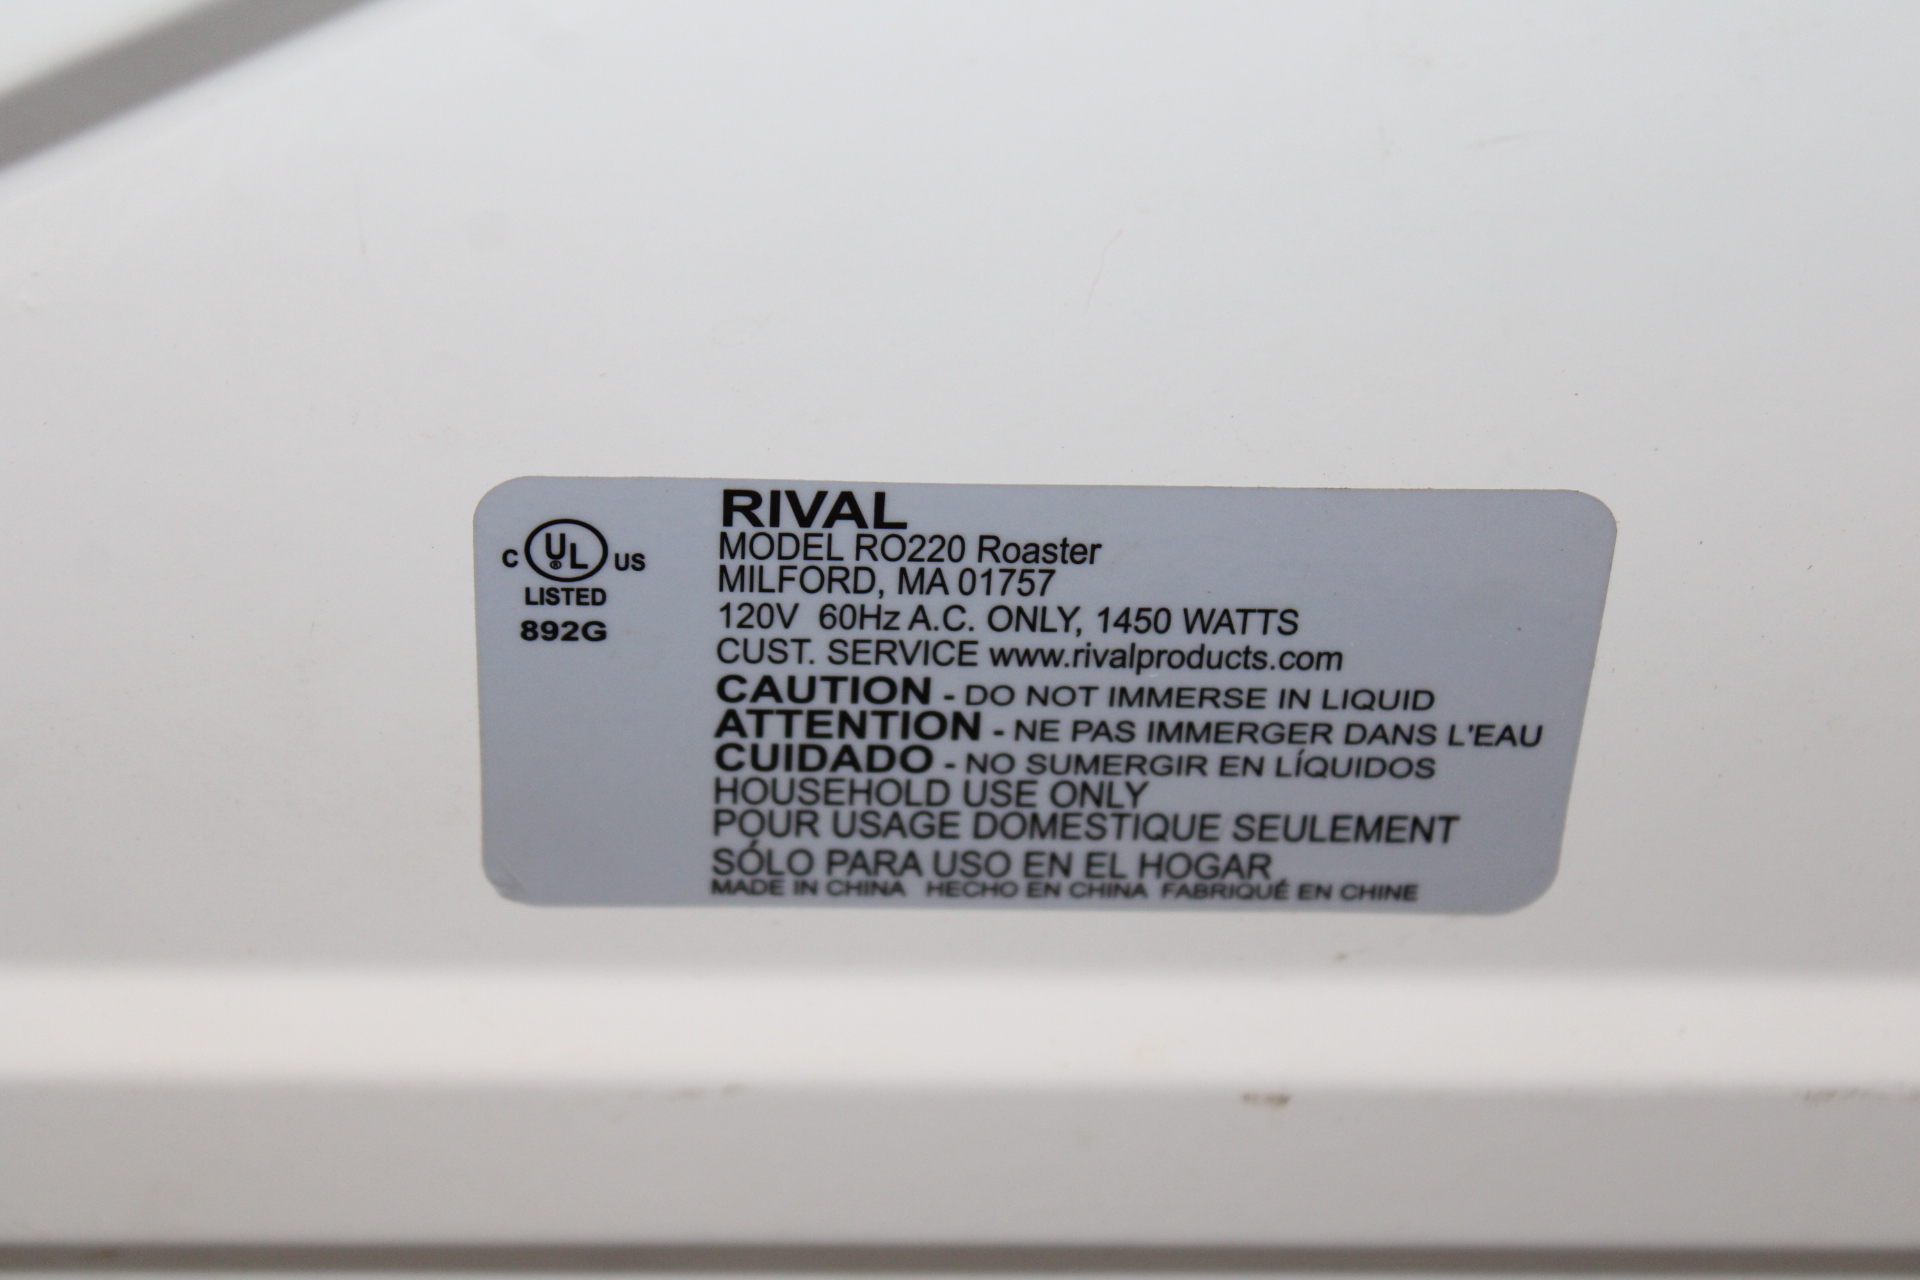 C UL ® US
LISTED
892G
RIVAL
MODEL RO220 Roaster
MILFORD, MA 01757
120V 60Hz A.C. ONLY, 1450 WATTS
CUST. SERVICE www.rivalproducts.com
CAUTION - DO NOT IMMERSE IN LIQUID
ATTENTION - NE PAS IMMERGER DANS L'EAU
CUIDADO - NO SUMERGIR EN LÍQUIDOS
HOUSEHOLD USE ONLY
POUR USAGE DOMESTIQUE SEULEMENT
SÓLO PARA USO EN EL HOGAR
MADE IN CHINA HECHO EN CHINA FABRIQUÉ EN CHINE